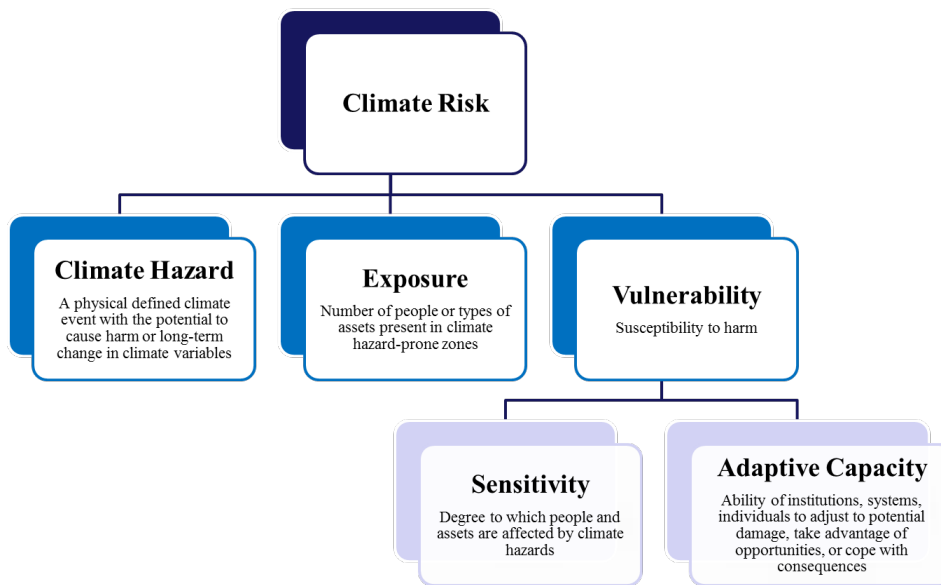 Climate Risk
Climate Hazard
A physical defined climate
event with the potential to
cause harm or long-term
change in climate variables
Exposure
Number of people or types of
assets present in climate
hazard-prone zones
Vulnerability
Susceptibility to harm
Sensitivity
Degree to which people and
assets are affected by climate
hazards
Adaptive Capacity
Ability of institutions, systems,
individuals to adjust to potential
damage, take advantage of
opportunities, or cope with
consequences